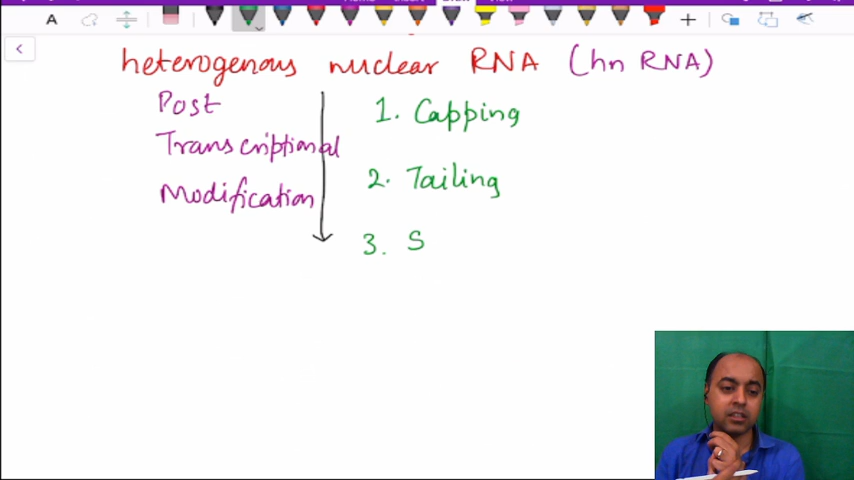 heterogenous nuclear RNA (hn RNA)
Post
Transcriptional
Modification
1. Capping
2. Tailing
3. S